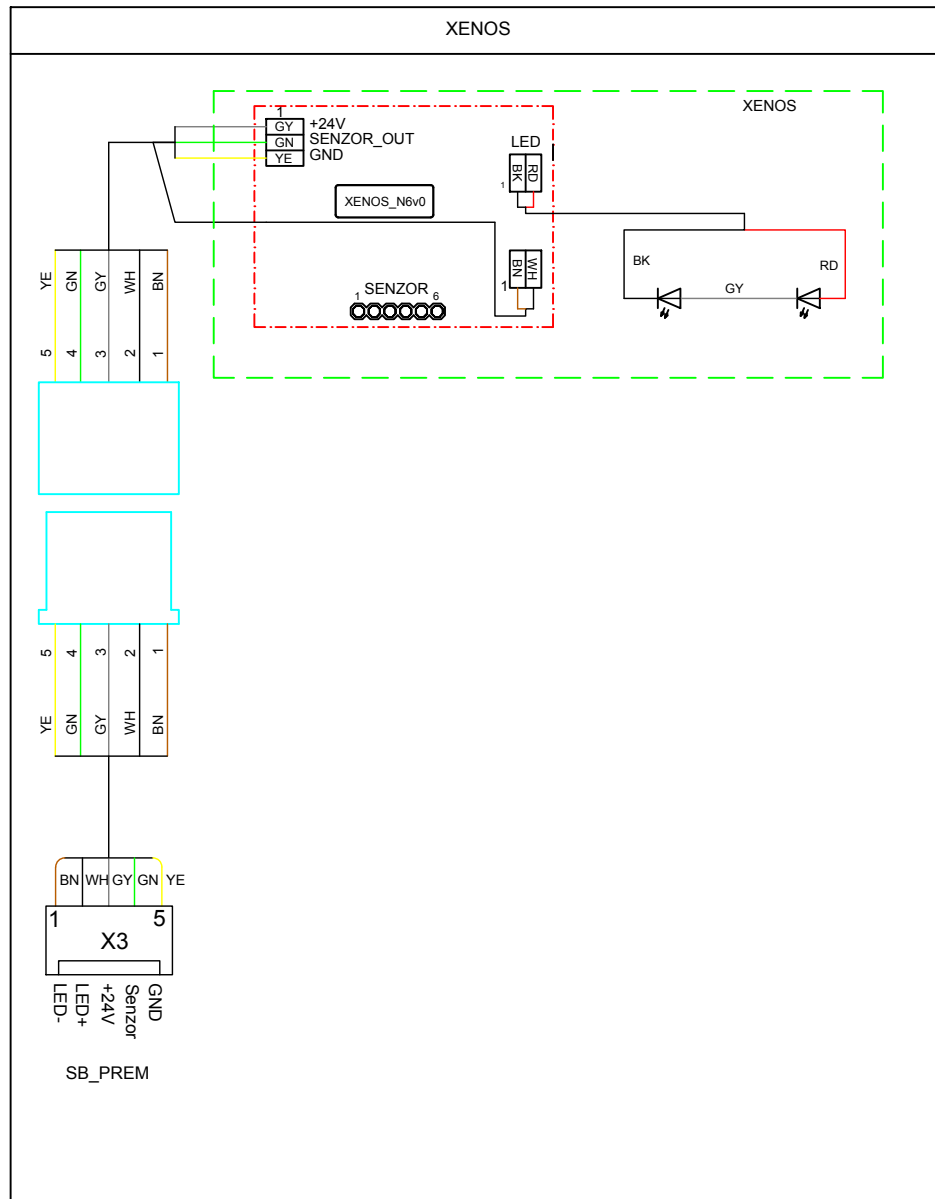 XENOS
XENOS
1
GY +24V
GN SENZOR_OUT
YE GND
LED
1 BK RD
XENOS_N6v0
1 BN WH
SENZOR
1 6
BK GY RD
YE GN GY WH BN
5 4 3 2 1
5 4 3 2 1
YE GN GY WH BN
BN WH GY GN YE
1 5
X3
LED- LED+ +24V Senzor GND
SB_PREM